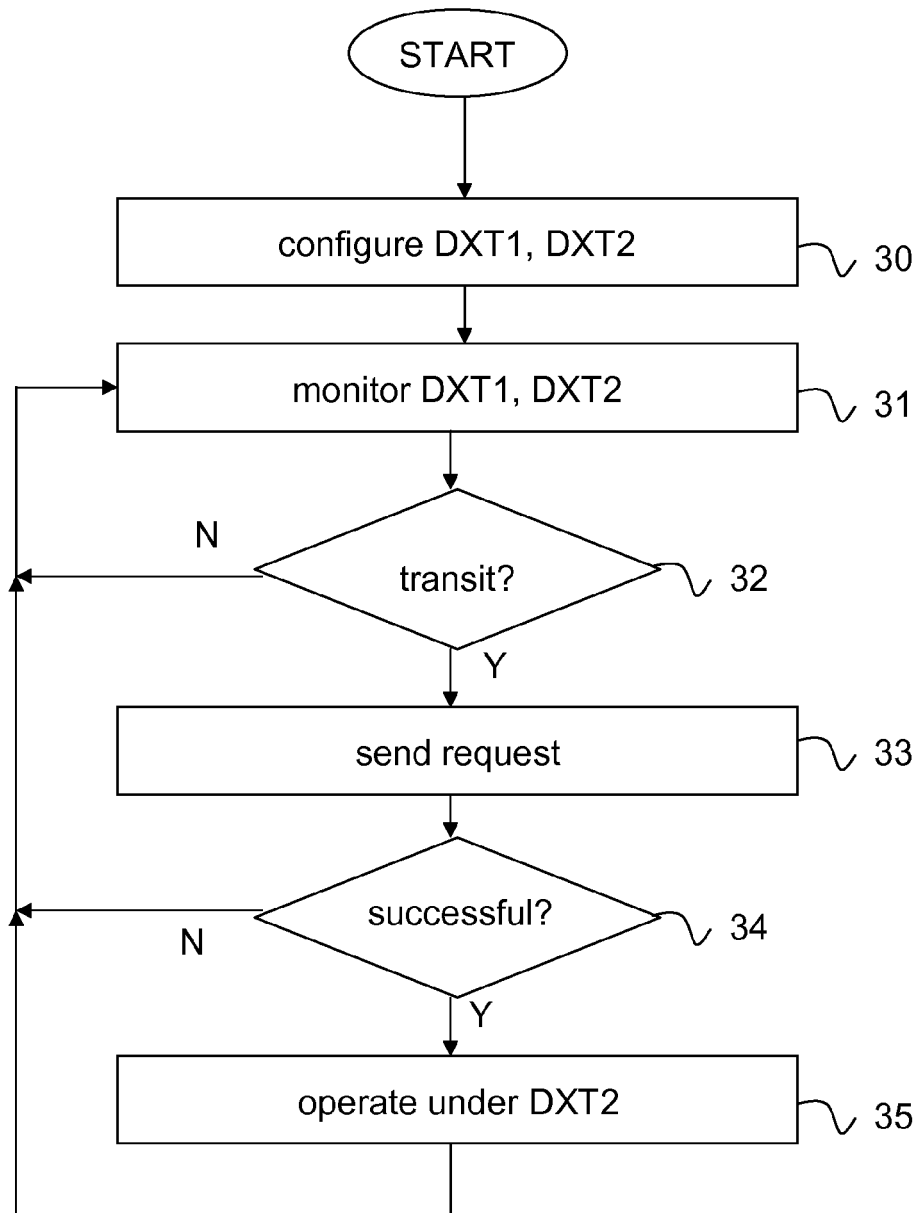 START
configure DXT1, DXT2
30
monitor DXT1, DXT2
31
N
transit?
32
Y
send request
33
successful?
34
N
Y
operate under DXT2
35